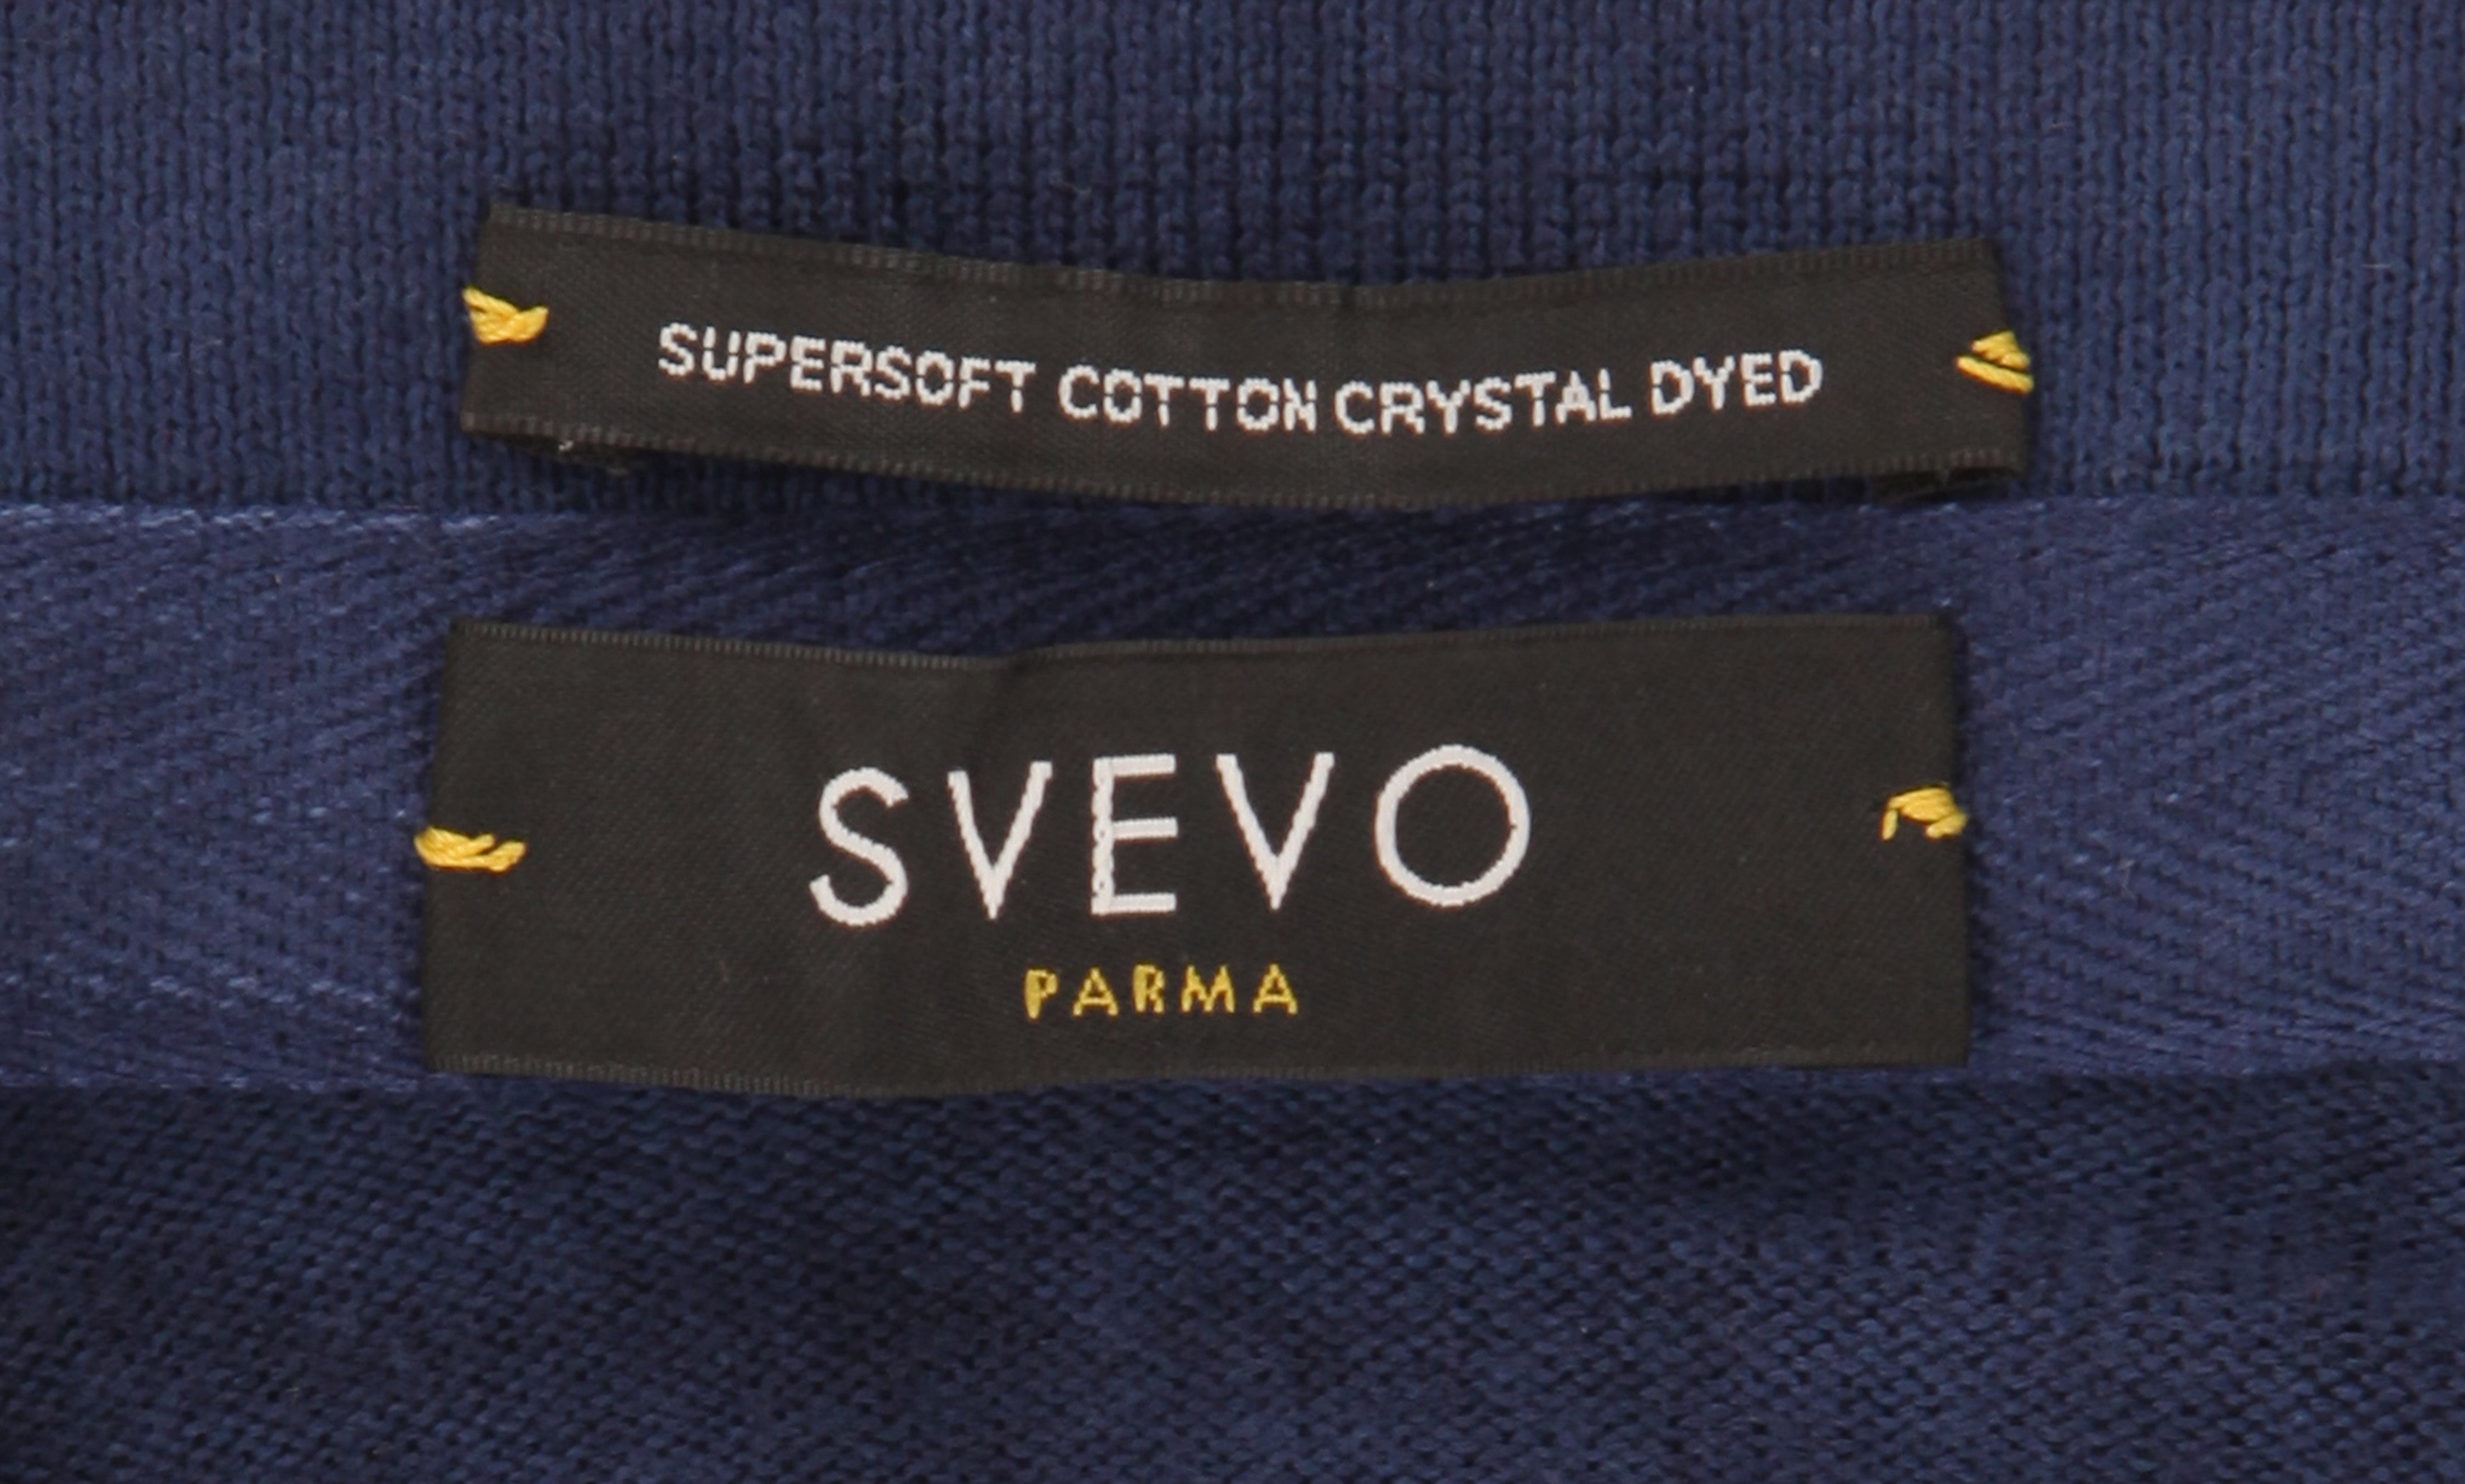 SUPERSOFT COTTON CRYSTAL DYED
SVEVO
PARMA